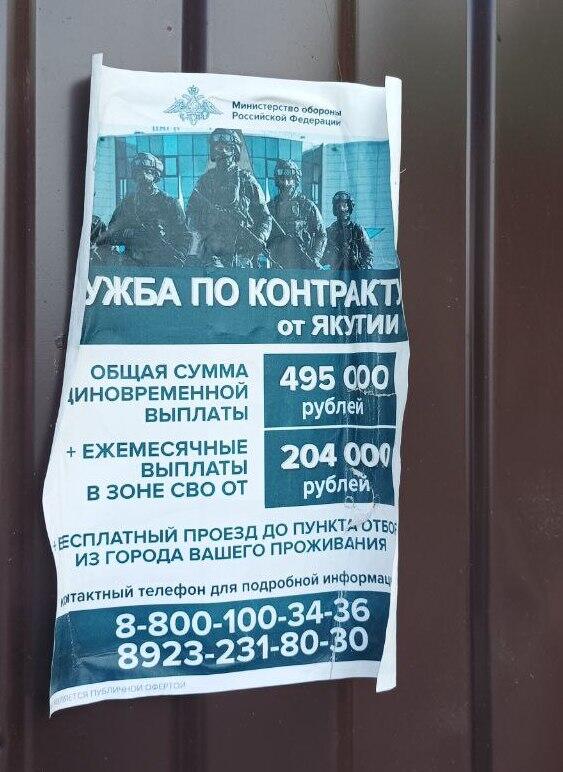 Министерство обороны
Российской Федерации
УЖБА ПО КОНТРАКТУ
от ЯКУТИИ
ОБЩАЯ СУММА
ДИНОВРЕМЕННОЙ
ВЫПЛАТЫ
495 000
рублей
+ ЕЖЕМЕСЯЧНЫЕ
ВЫПЛАТЫ
В ЗОНЕ СВО ОТ
204 000
рублей
+ БЕСПЛАТНЫЙ ПРОЕЗД ДО ПУНКТА ОТБОР
ИЗ ГОРОДА ВАШЕГО ПРОЖИВАНИЯ
онтактный телефон для подробной информац
8-800-100-34-36
8923-231-80-30
ЯВЛЯЕТСЯ ПУБЛИЧНОЙ ОФЕРТОЙ